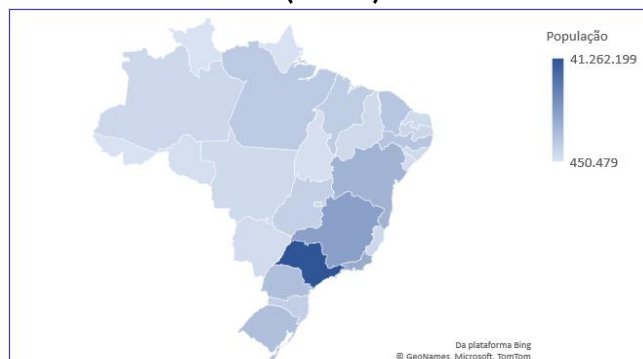 População
41.262.199
450.479
Da plataforma Bing
© GeoNames, Microsoft, TomTom